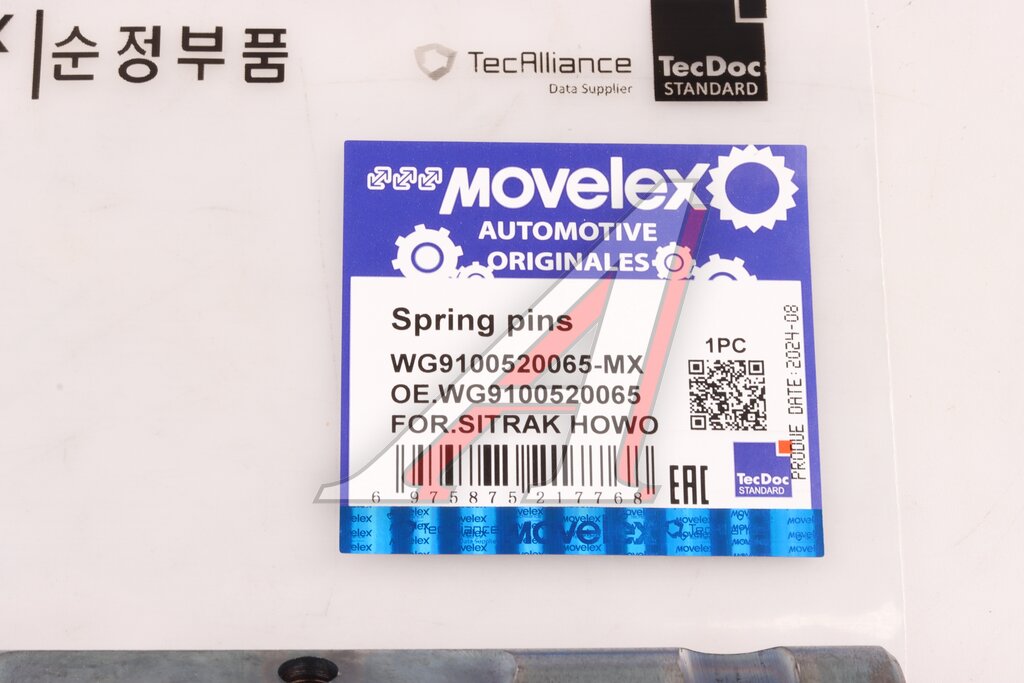 순정부품
TecAlliance
Data Supplier
TecDoc
STANDARD
MOVelex
AUTOMOTIVE
ORIGINALES
Spring pins
WG9100520065-MX
OE.WG9100520065
FOR.SITRAK HOWO
1PC
PRODUE DATE:2024-08
6 975875 217768
EAC
TecDoc
STANDARD
MOVelex